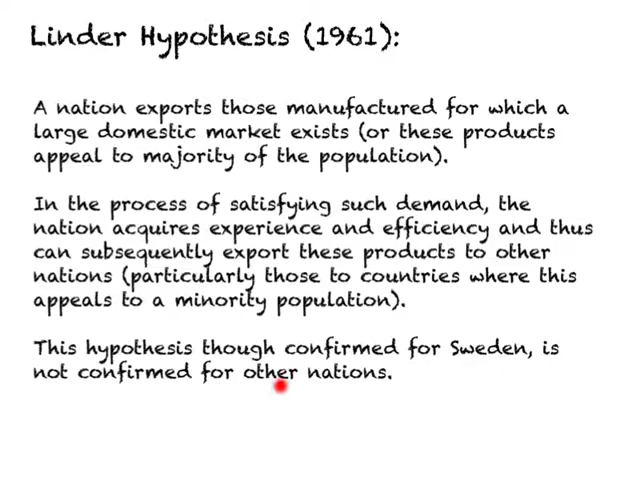 Linder Hypothesis (1961):
A nation exports those manufactured for which a
large domestic market exists (or these products
appeal to majority of the population).
In the process of satisfying such demand, the
nation acquires experience and efficiency and thus
can subsequently export these products to other
nations (particularly those to countries where this
appeals to a minority population).
This hypothesis though confirmed for Sweden, is
not confirmed for other nations.